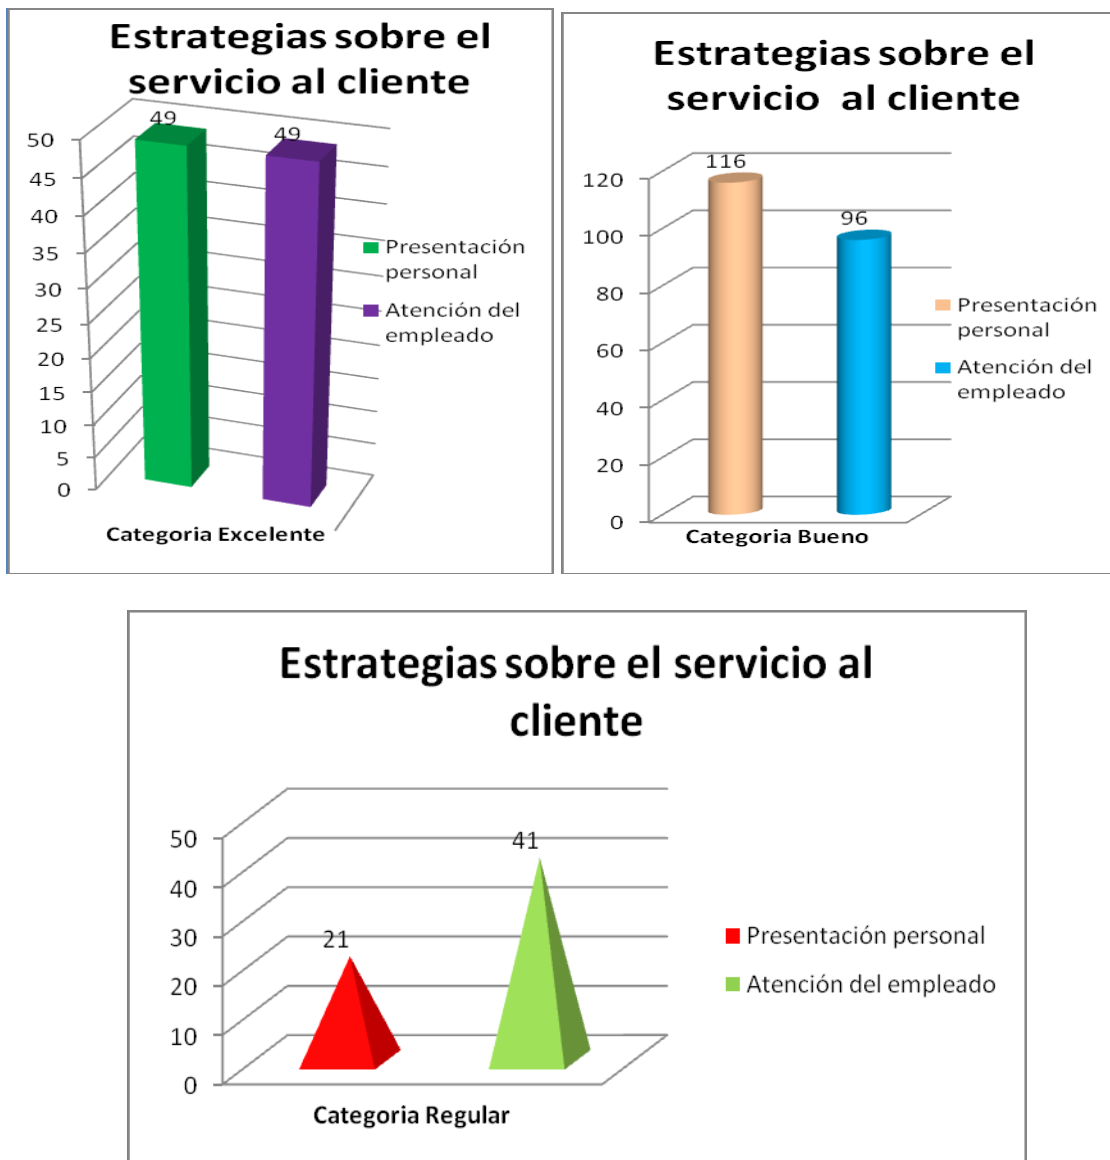 Estrategias sobre el
servicio al cliente
49
49
50
45
40
35
30
25
20
15
10
5
0
Presentación
personal
Atención del
empleado
Categoria Excelente
Estrategias sobre el
servicio al cliente
116
96
120
100
80
60
40
20
0
Presentación
personal
Atención del
empleado
Categoria Bueno
Estrategias sobre el servicio al
cliente
50
40
30
20
10
0
21
41
Presentación personal
Atención del empleado
Categoria Regular